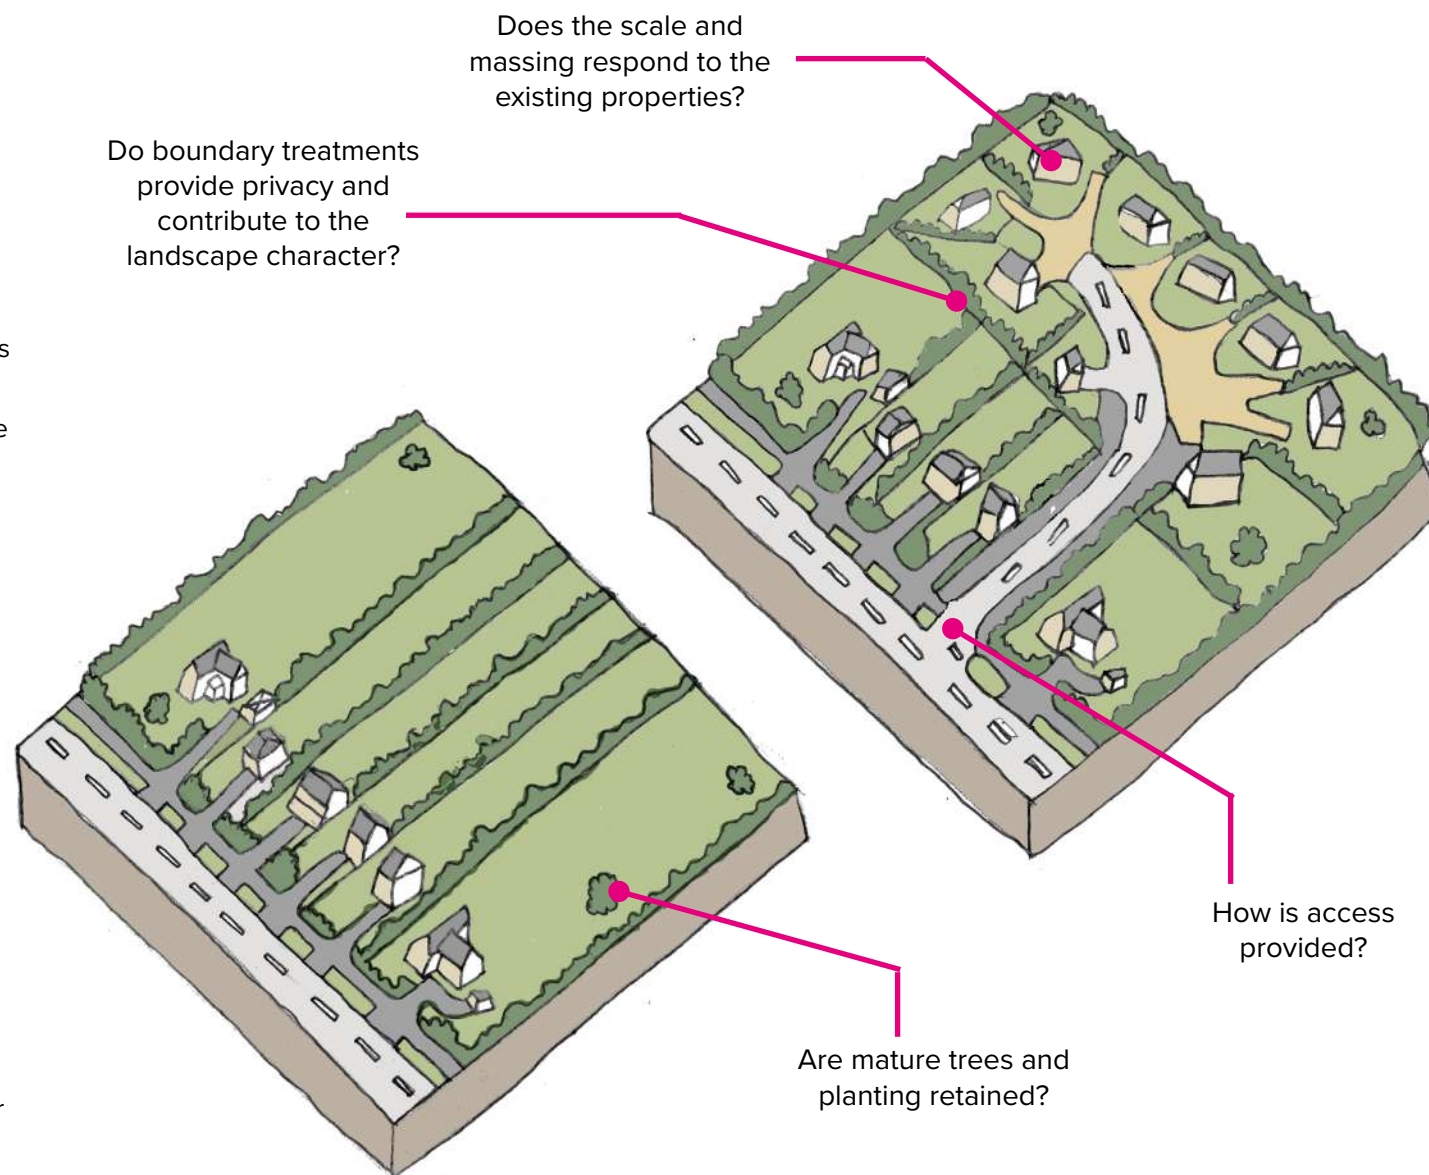 Does the scale and
massing respond to the
existing properties?
Do boundary treatments
provide privacy and
contribute to the
landscape character?
How is access
provided?
Are mature trees and
planting retained?